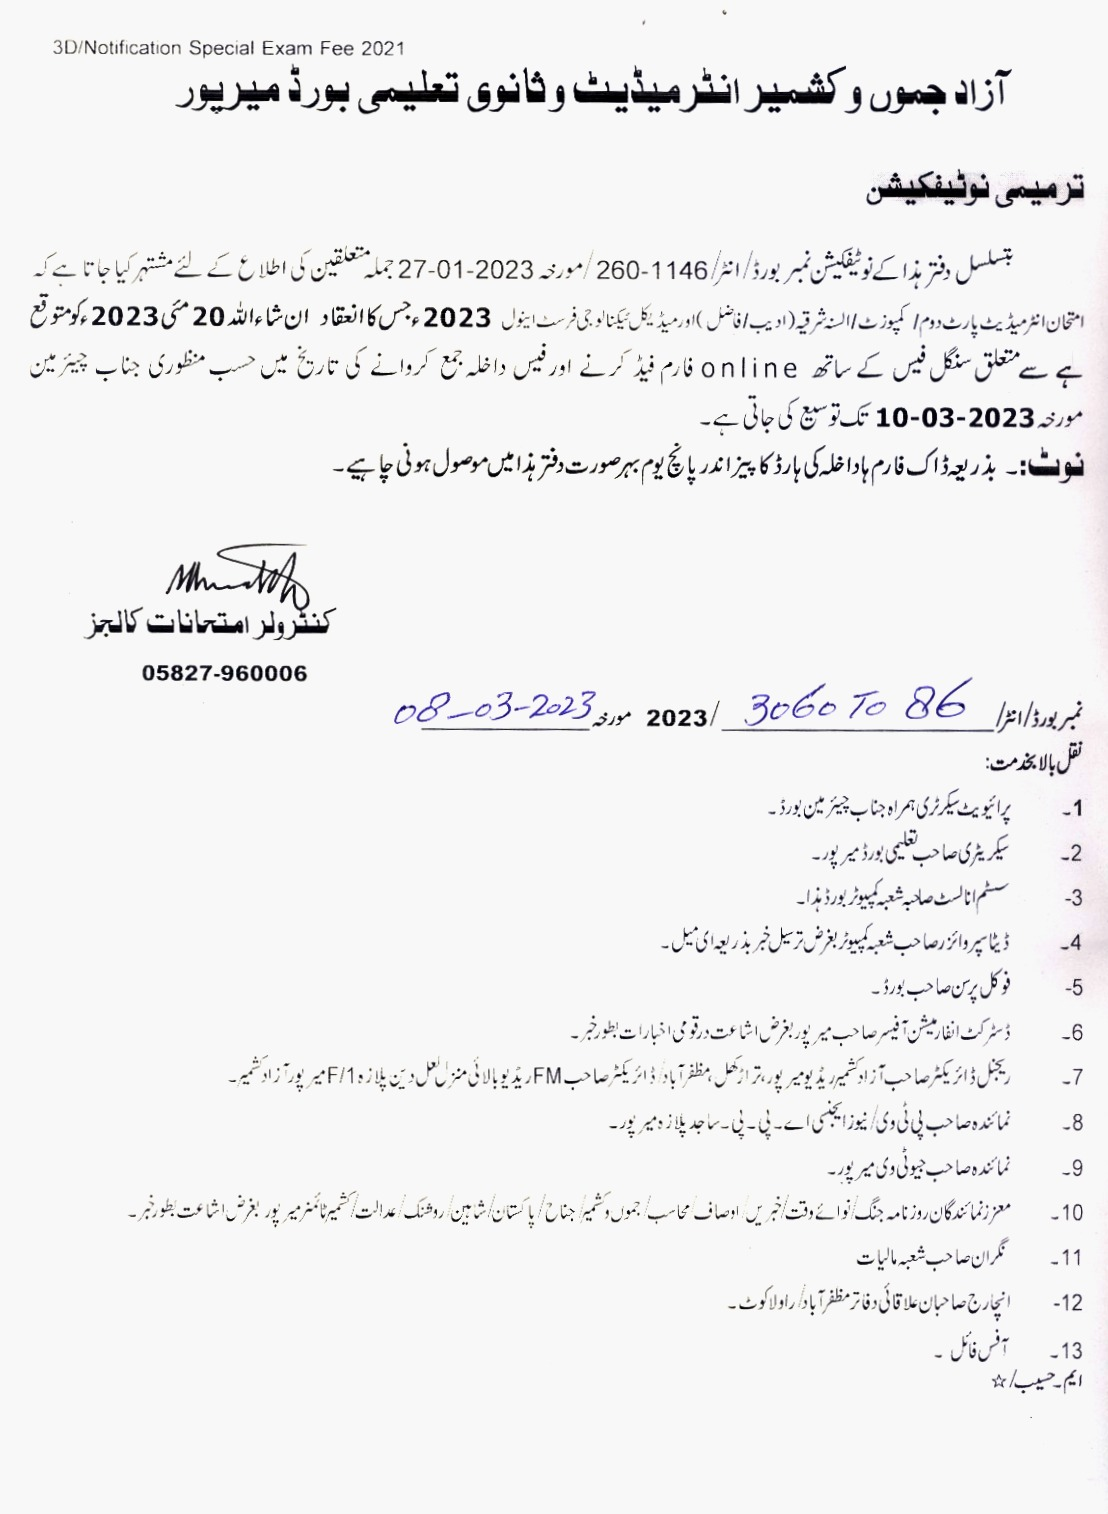 3D/Notification Special Exam Fee 2021
آزاد جموں و کشمیر انٹرمیڈیٹ و ثانوی تعلیمی بورڈ میرپور
ترمیمی نوٹیفکیشن
بتسلسل دفتر ہذا کے نوٹیفکیشن نمبر بورڈ/انٹر/1146-260 /مورخہ 27-01-2023 جملہ متعلقین کی اطلاع کے لئے مشتہر کیا جاتا ہے کہ
امتحان انٹرمیڈیٹ پارٹ دوم/ کمپوزٹ/السنہ شرقیہ (ادیب/فاضل) اور میڈیکل ٹیکنالوجی فرسٹ اینول 2023ء جس کا انعقاد انشاءاللہ 20 مئی 2023ء کو متوقع
ہے سے متعلق سنگل فیس کے ساتھ online فارم فیڈ کرنے اور فیس داخلہ جمع کروانے کی تاریخ میں حسب منظوری جناب چیئرمین
مورخہ 10-03-2023 تک توسیع کی جاتی ہے۔
نوٹ:۔ بذریعہ ڈاک فارم ہا داخلہ کی ہارڈ کاپیز اندر پانچ یوم بہر صورت دفتر ہذا میں موصول ہونی چاہیے۔
کنٹرولر امتحانات کالجز
05827-960006
نمبر بورڈ/انٹر/ 3060 To 86 /2023 مورخہ 08-03-2023
نقل بالا بخدمت:
1۔ پرائیویٹ سیکرٹری ہمراہ جناب چیئرمین بورڈ۔
2۔ سیکریٹری صاحب تعلیمی بورڈ میرپور۔
3- سسٹم انالسٹ صاحبہ شعبہ کمپیوٹر بورڈ ہذا۔
4۔ ڈیٹا سپروائزر صاحب شعبہ کمپیوٹر بغرض ترسیل خبر بذریعہ ای میل۔
5- فوکل پرسن صاحب بورڈ۔
6۔ ڈسٹرکٹ انفارمیشن آفیسر صاحب میرپور بغرض اشاعت در قومی اخبارات بطور خبر۔
7۔ ریجنل ڈائریکٹر صاحب آزاد کشمیر ریڈیو میرپور، تراڑکھل، مظفرآباد/ ڈائریکٹر صاحب FM ریڈیو بالائی منزل لعل دین پلازہ F/1 میرپور آزاد کشمیر۔
8۔ نمائندہ صاحب پی ٹی وی/ نیوز ایجنسی اے۔پی۔پی۔ساجد پلازہ میرپور۔
9۔ نمائندہ صاحب جیو ٹی وی میرپور۔
10۔ معزز نمائندگان روزنامہ جنگ/نوائے وقت/خبریں/اوصاف/محاسب/جموں و کشمیر/جناح/پاکستان/شاہین/روشنک/عدالت/کشمیر ٹائمز میرپور بغرض اشاعت بطور خبر۔
11۔ نگران صاحب شعبہ مالیات
12- انچارج صاحبان علاقائی دفاتر مظفرآباد/راولاکوٹ۔
13۔ آفس فائل ۔
ایم۔حسیب/☆